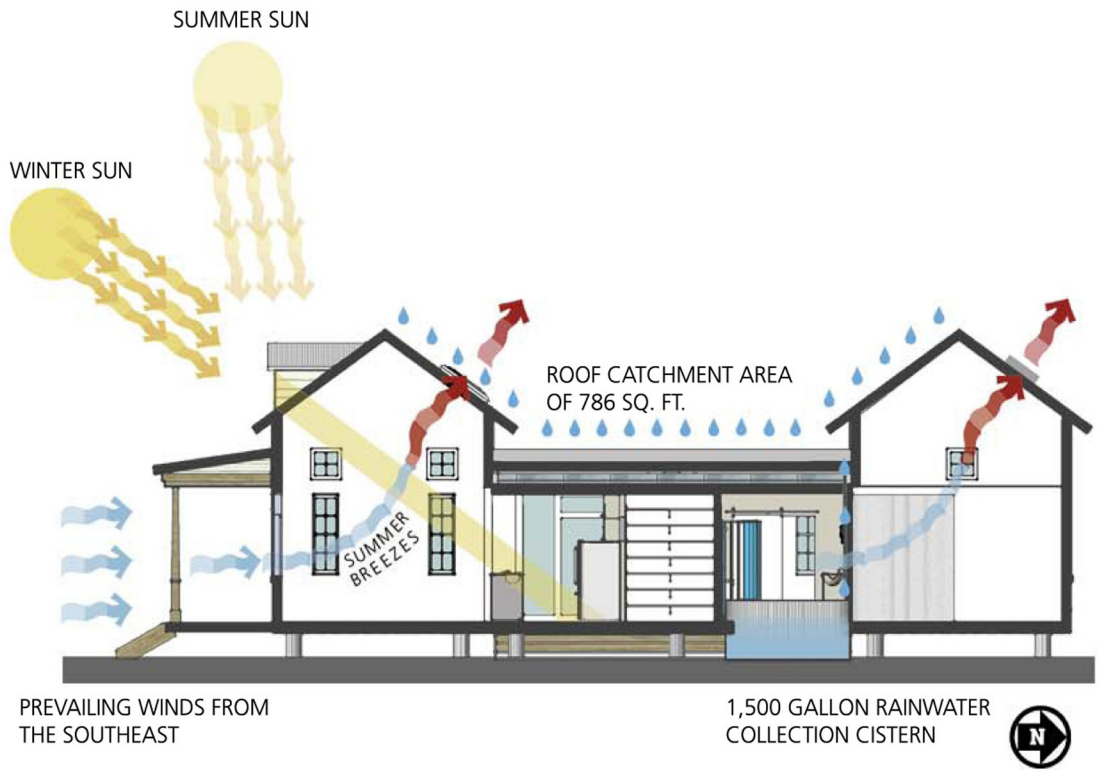 SUMMER SUN
WINTER SUN
ROOF CATCHMENT AREA
OF 786 SQ. FT.
SUMMER
BREEZES
PREVAILING WINDS FROM
THE SOUTHEAST
1,500 GALLON RAINWATER
COLLECTION CISTERN
N